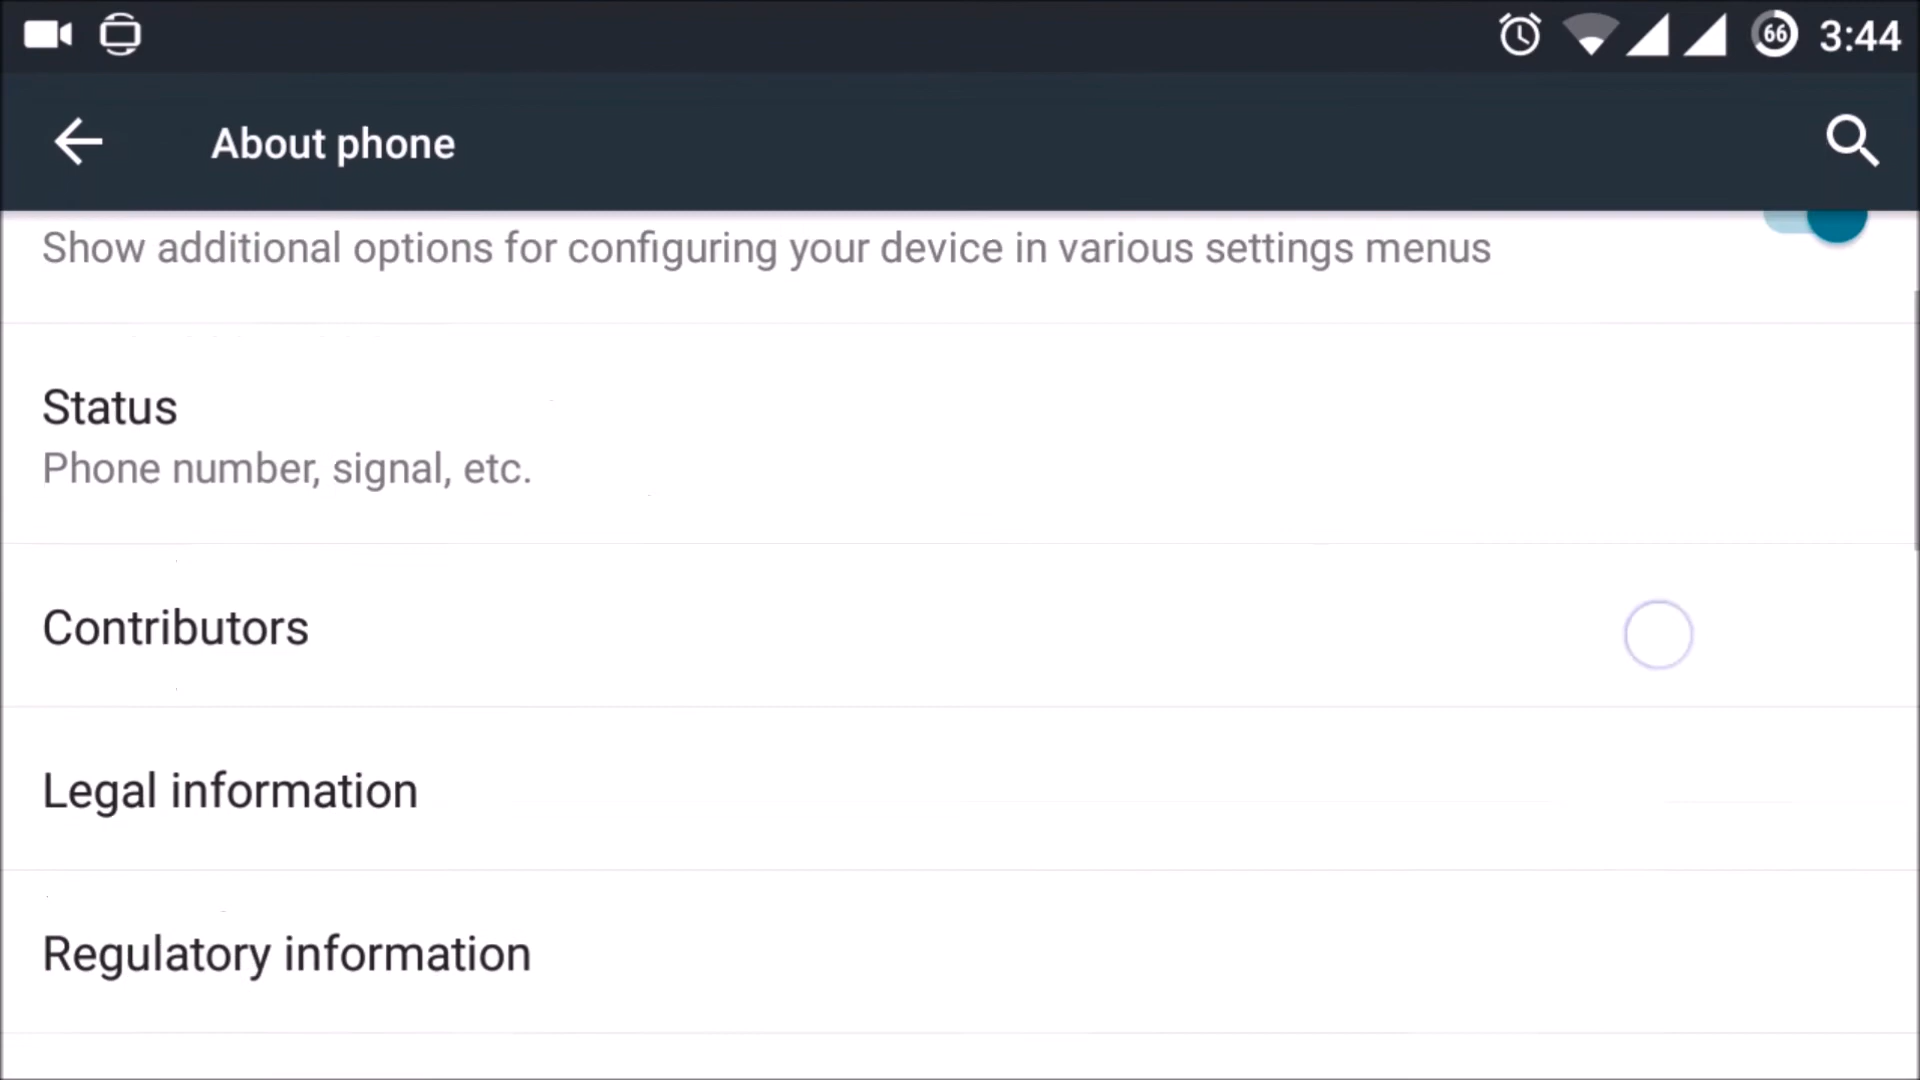 66 3:44
About phone
Show additional options for configuring your device in various settings menus
Status
Phone number, signal, etc.
Contributors
Legal information
Regulatory information